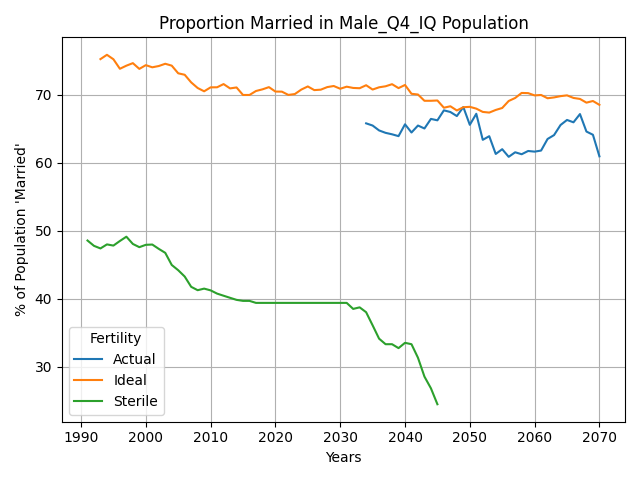 Proportion Married in Male_Q4_IQ Population
% of Population 'Married'
70
60
50
40
30
Fertility
Actual
Ideal
Sterile
1990 2000 2010 2020 2030 2040 2050 2060 2070
Years